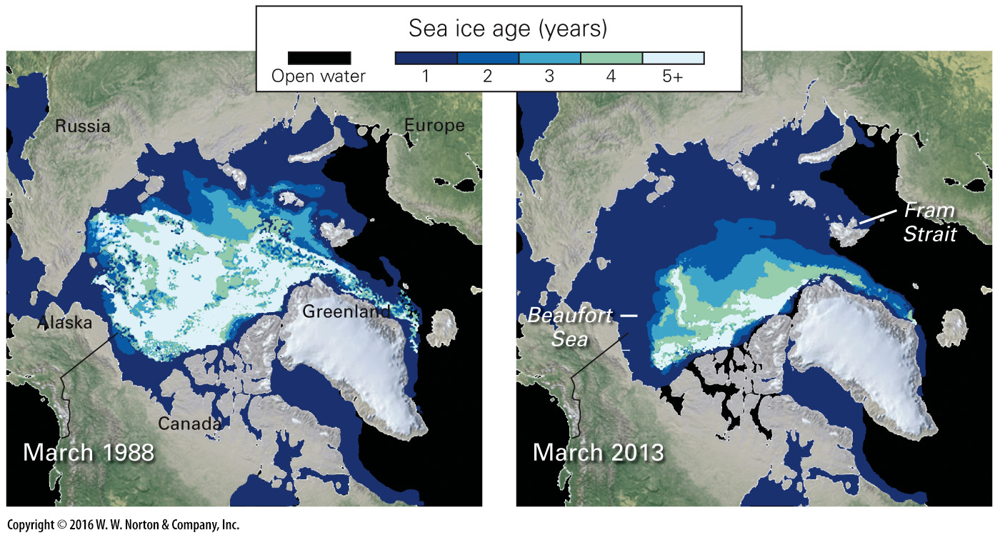 Sea ice age (years)
Open water
1 2 3 4 5+
Russia
Europe
Alaska
Greenland
Canada
March 1988
Fram
Strait
Beaufort
Sea
March 2013
Copyright © 2016 W. W. Norton & Company, Inc.